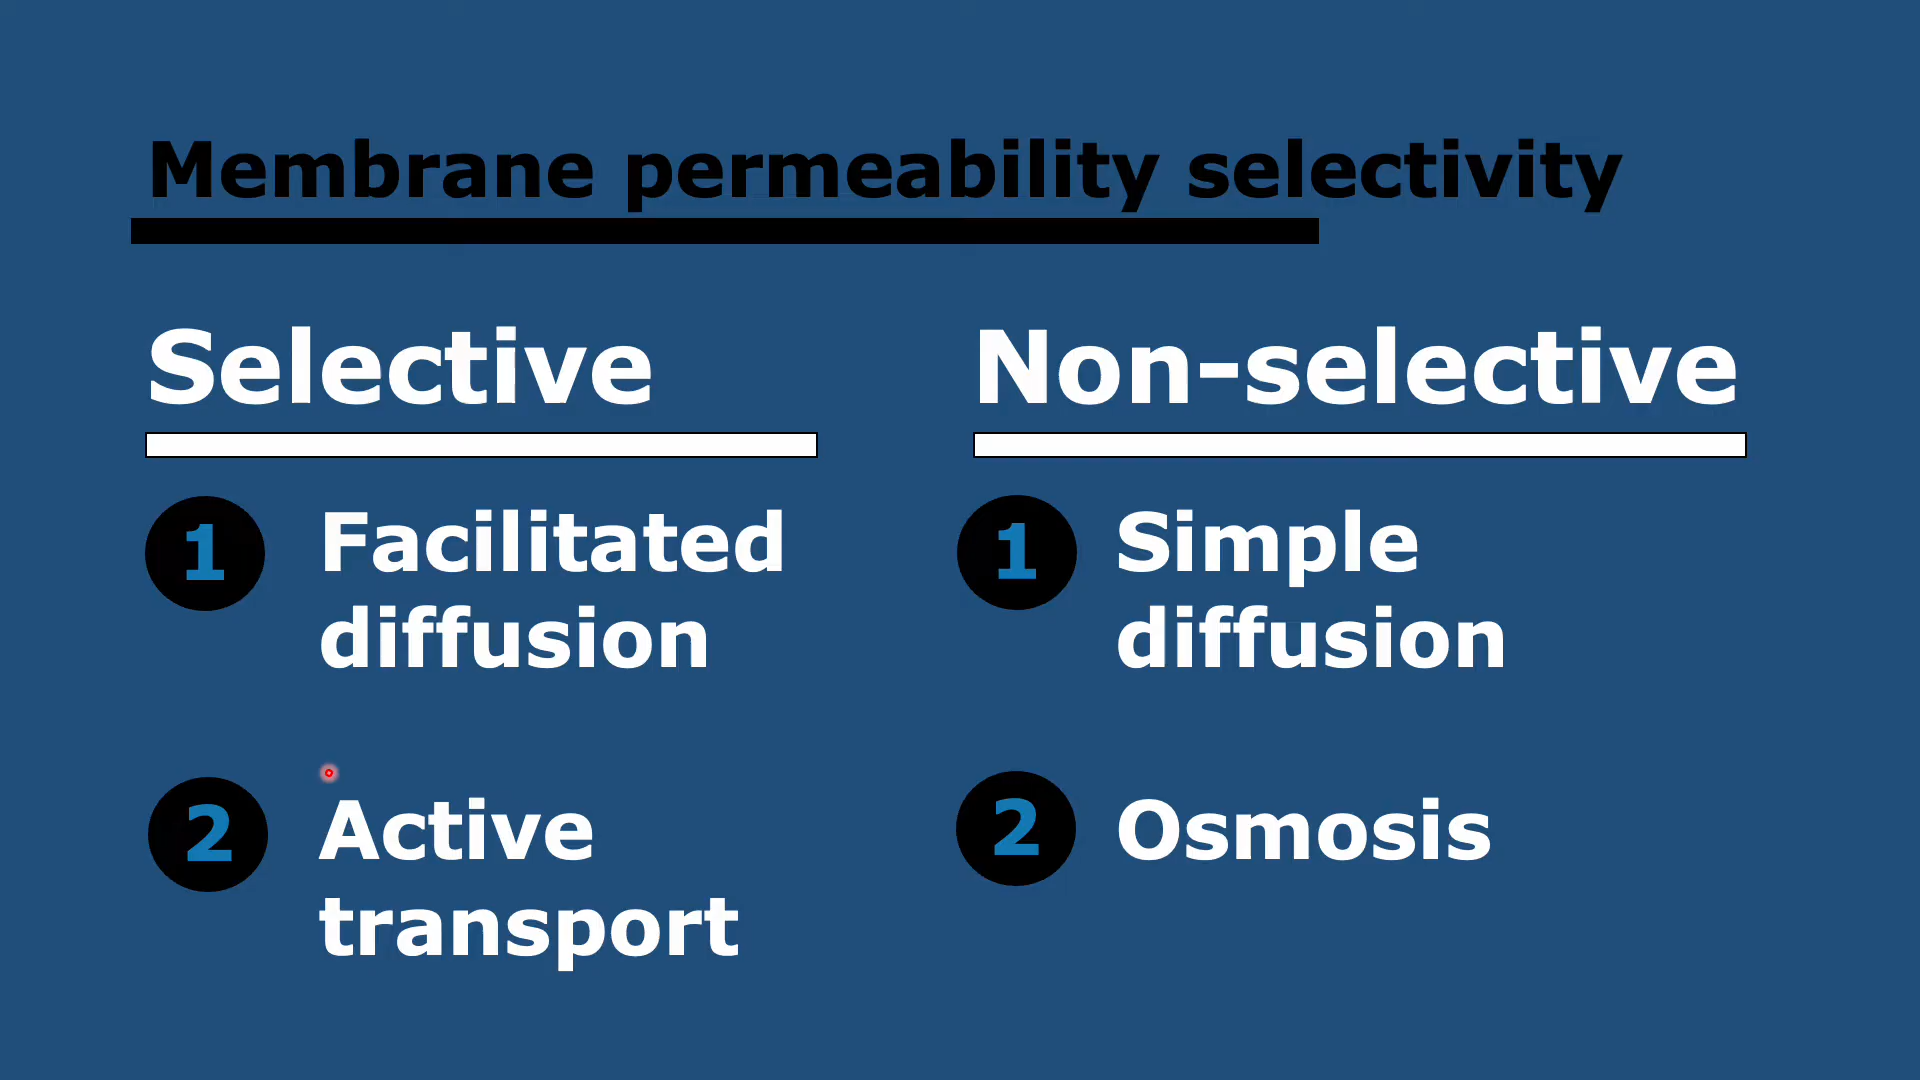 Membrane permeability selectivity
Selective
1 Facilitated
diffusion
2 Active
transport
Non-selective
1 Simple
diffusion
2 Osmosis